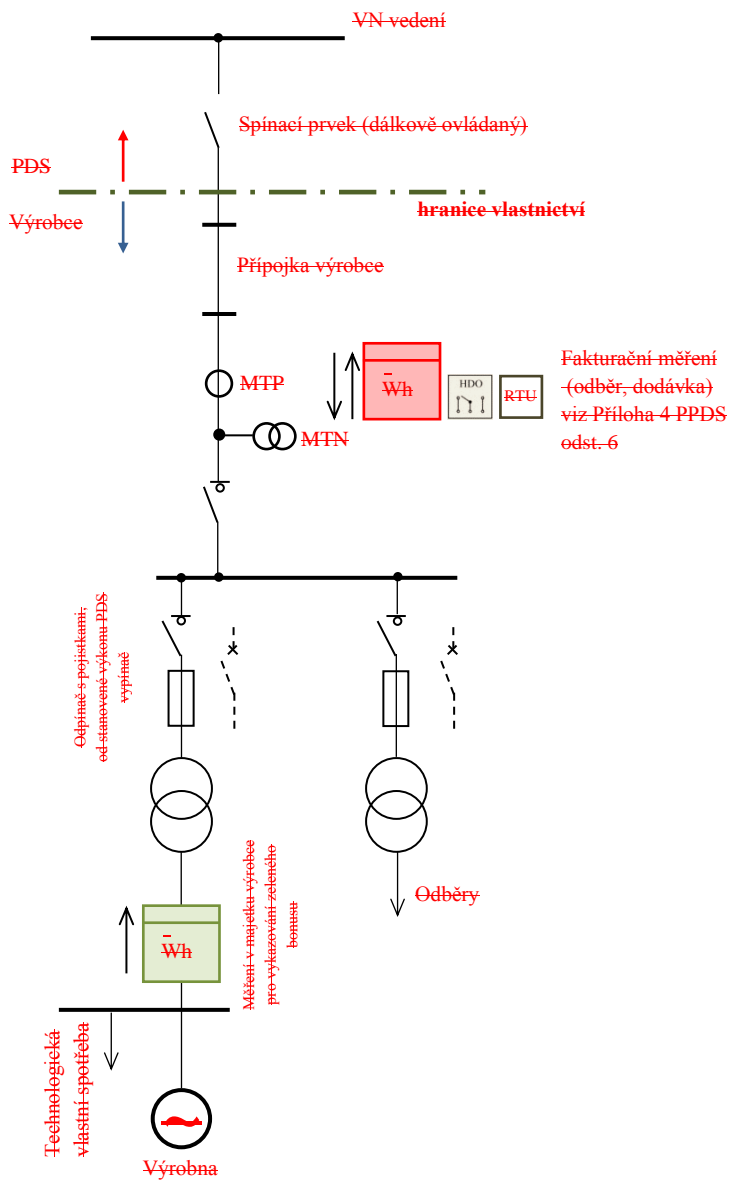 VN vedení
Spínací prvek (dálkově ovládaný)
PDS
hranice vlastnictví
Výrobce
Přípojka výrobce
Fakturační měření
(odběr, dodávka)
viz Příloha 4 PPDS
odst. 6
Wh
HDO
RTU
MTP
MTN
Odpínač s pojistkami,
od stanovené výkonu PDS
vypínač
Měření v majetku výrobce
pro vykazování zeleného
bonusu
Odběry
Wh
Technologická
vlastní spotřeba
Výrobna